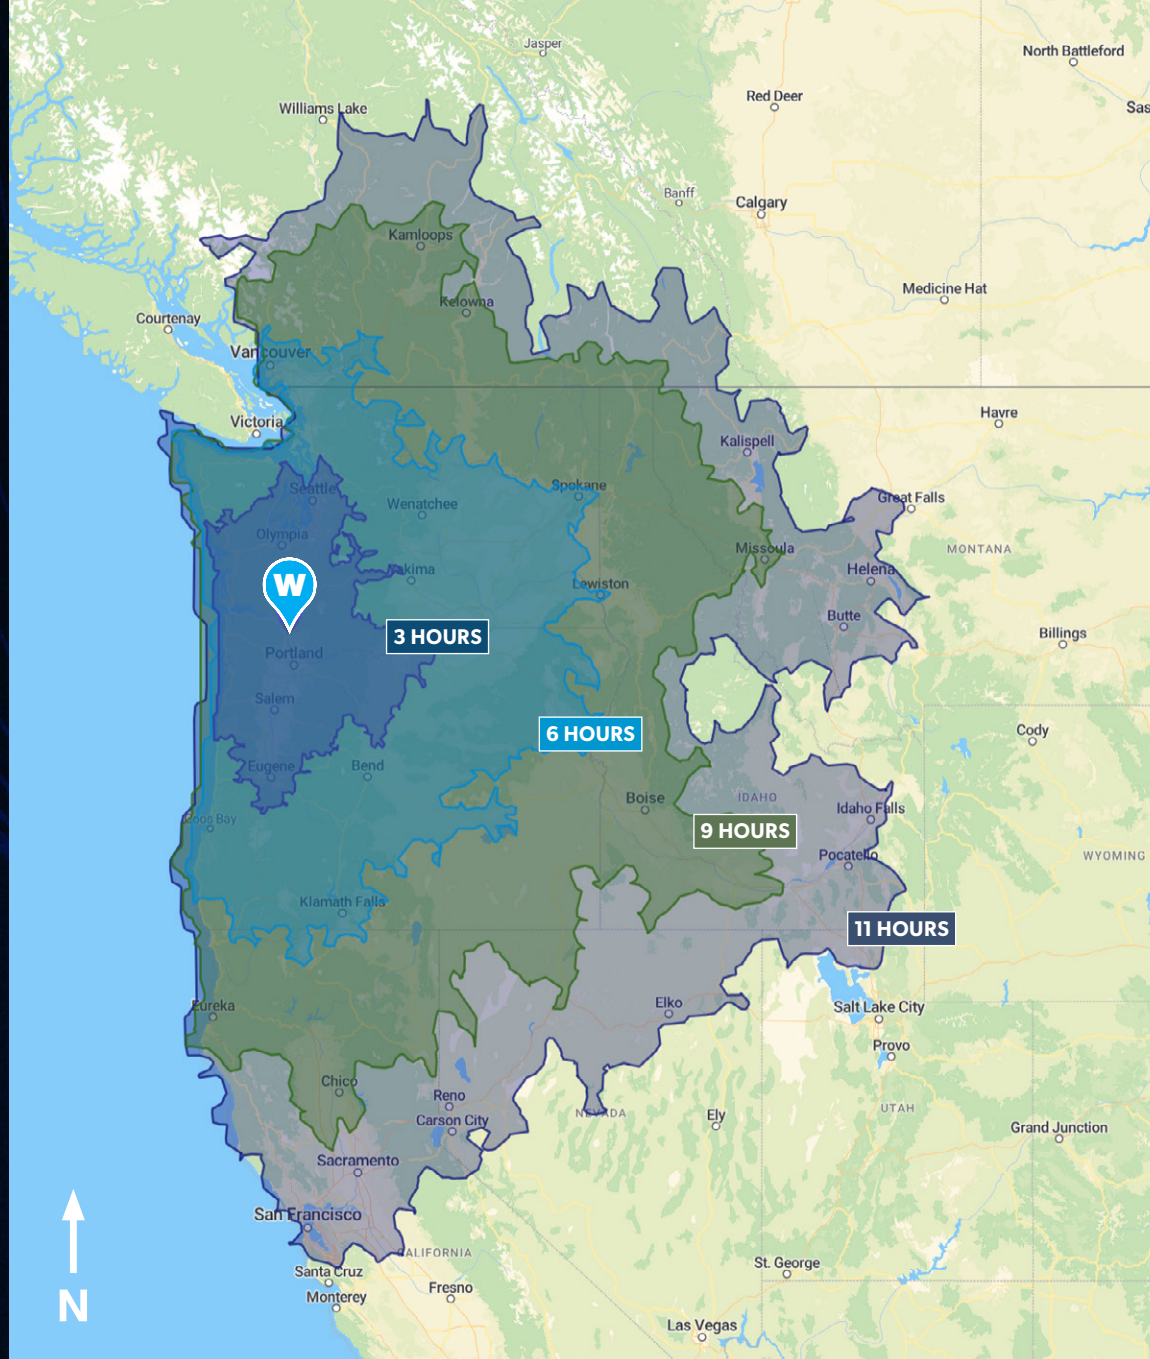 Jasper
North Battleford
Red Deer
Sas
Williams Lake
Banff
Calgary
Kamloops
Medicine Hat
Kelowna
Courtenay
Vancouver
Havre
Victoria
Kalispell
Seattle
Spokane
Great Falls
Wenatchee
Olympia
Missoula
MONTANA
Helena
akima
Lewiston
W
Butte
3 HOURS
Billings
Portland
Salem
6 HOURS
Cody
Eugene
Bend
Boise
IDAHO
Idaho Falls
Coos Bay
9 HOURS
Pocatello
WYOMING
Klamath Falls
11 HOURS
Eureka
Elko
Salt Lake City
Provo
Chico
Reno
NEVADA
Ely
UTAH
Carson City
Grand Junction
Sacramento
San Francisco
CALIFORNIA
St. George
Santa Cruz
Fresno
Monterey
N
Las Vegas